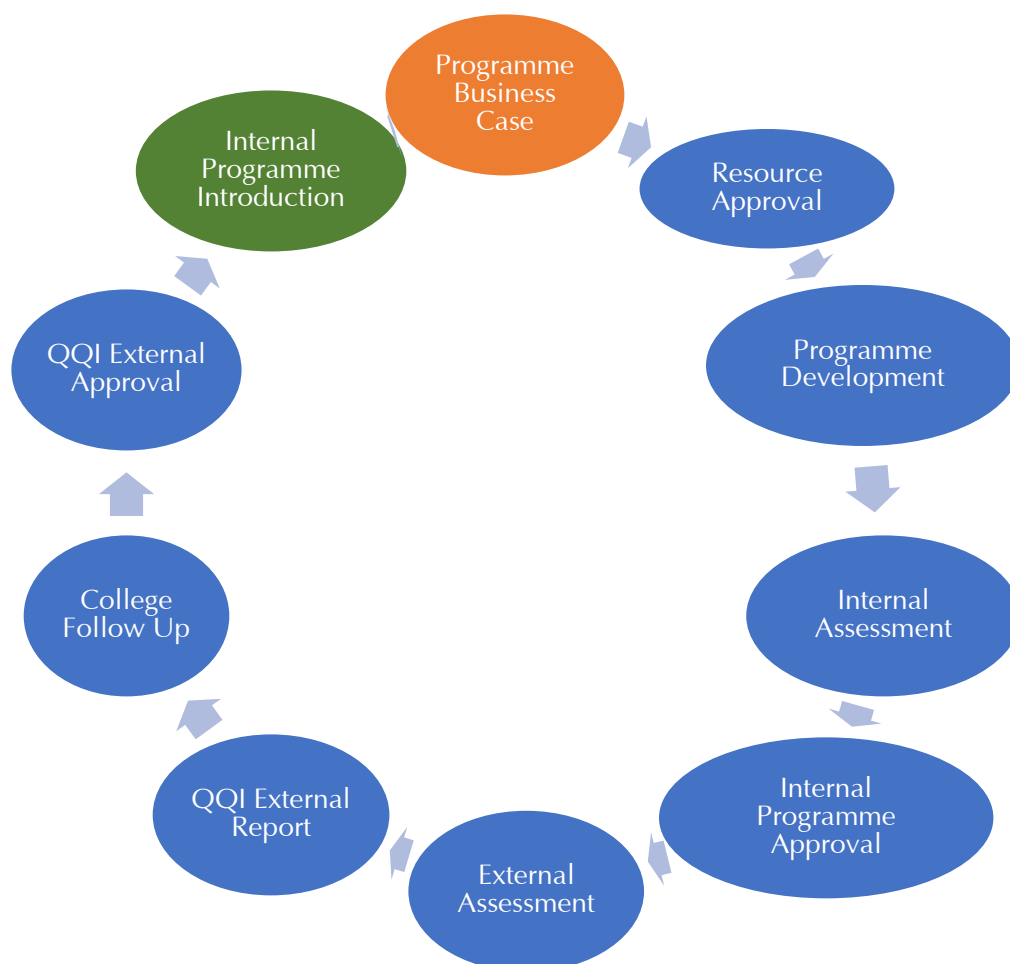 Programme
Business
Case
Resource
Approval
Programme
Development
Internal
Assessment
Internal
Programme
Approval
External
Assessment
QQI External
Report
College
Follow Up
QQI External
Approval
Internal
Programme
Introduction